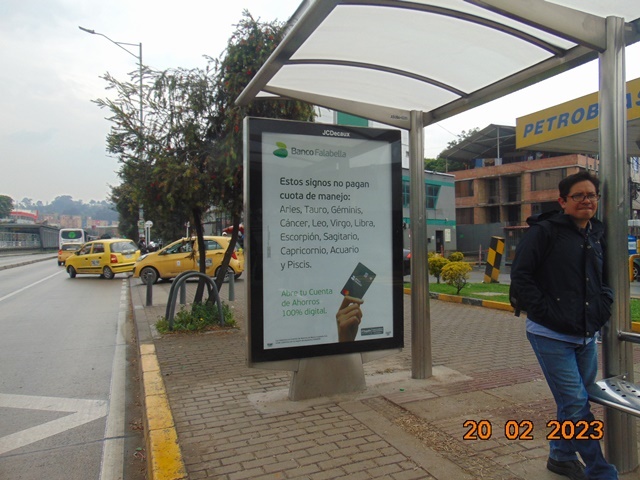 JCDecaux
Banco Falabella
Estos signos no pagan
cuota de manejo:
Aries, Tauro, Géminis,
Cáncer, Leo, Virgo, Libra,
Escorpión, Sagitario,
Capricornio, Acuario
y Piscis.
Abre tu Cuenta
de Ahorros
100% digital.
PETROBRAS
20 02 2023